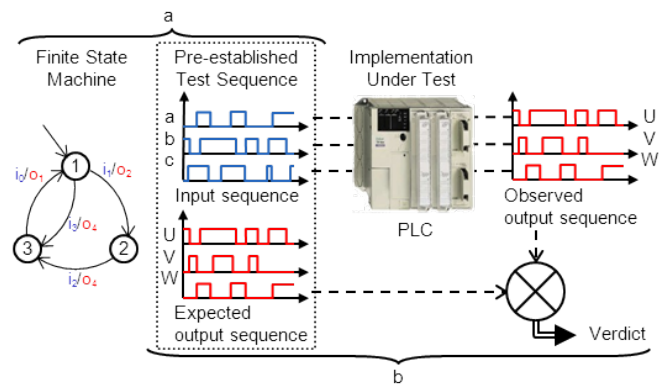 a
Finite State
Machine
Pre-established
Test Sequence
Implementation
Under Test
a
b
c
Input sequence
U
V
W
Expected
output sequence
PLC
U
V
W
Observed
output sequence
1
2
3
i0/o1
i1/o2
i3/o4
i2/o4
Verdict
b